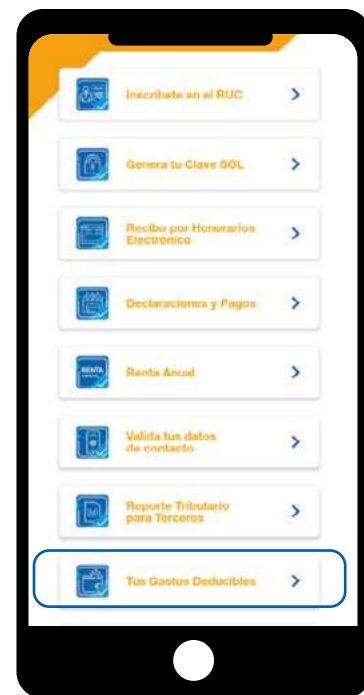 Inscríbete en el RUC
Genera tu Clave SOL
Recibo por Honorarios
Electrónico
Declaraciones y Pagos
RENTA
Renta Anual
Valida tus datos
de contacto
Reporte Tributario
para Terceros
Tus Gastos Deducibles